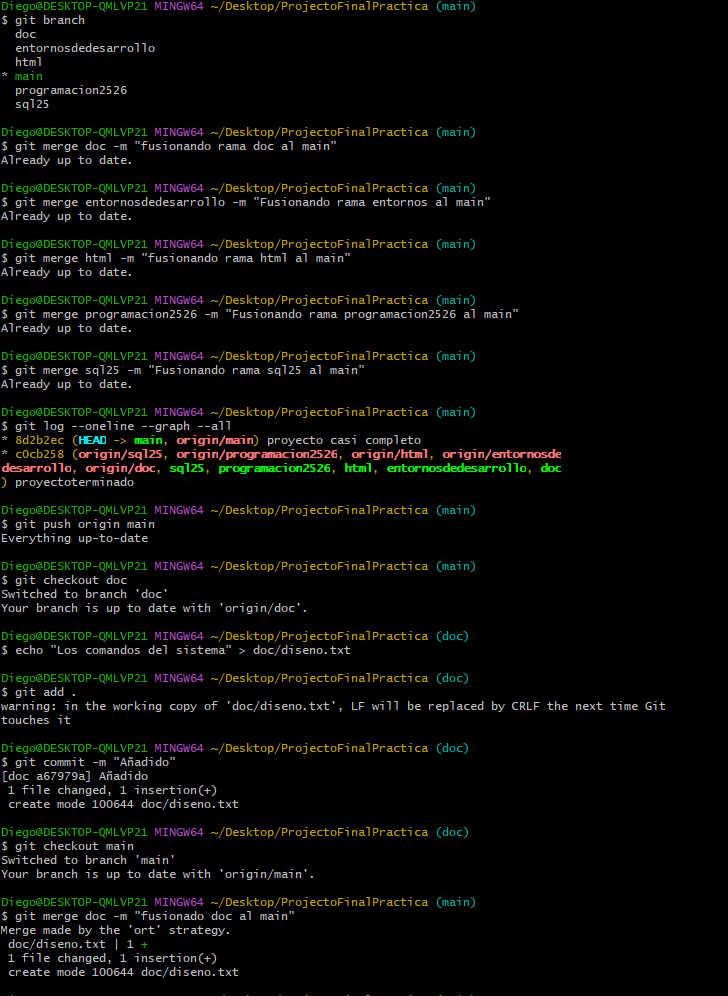 Diego@DESKTOP-QMLVP21 MINGW64 ~/Desktop/ProjectoFinalPractica (main)
$ git branch
  doc
  entornosdedesarrollo
  html
* main
  programacion2526
  sql25

Diego@DESKTOP-QMLVP21 MINGW64 ~/Desktop/ProjectoFinalPractica (main)
$ git merge doc -m "fusionando rama doc al main"
Already up to date.

Diego@DESKTOP-QMLVP21 MINGW64 ~/Desktop/ProjectoFinalPractica (main)
$ git merge entornosdedesarrollo -m "Fusionando rama entornos al main"
Already up to date.

Diego@DESKTOP-QMLVP21 MINGW64 ~/Desktop/ProjectoFinalPractica (main)
$ git merge html -m "fusionando rama html al main"
Already up to date.

Diego@DESKTOP-QMLVP21 MINGW64 ~/Desktop/ProjectoFinalPractica (main)
$ git merge programacion2526 -m "Fusionando rama programacion2526 al main"
Already up to date.

Diego@DESKTOP-QMLVP21 MINGW64 ~/Desktop/ProjectoFinalPractica (main)
$ git merge sql25 -m "Fusionando rama sql25 al main"
Already up to date.

Diego@DESKTOP-QMLVP21 MINGW64 ~/Desktop/ProjectoFinalPractica (main)
$ git log --oneline --graph --all
* 8d2b2ec (HEAD -> main, origin/main) proyecto casi completo
* c0cb258 (origin/sql25, origin/programacion2526, origin/html, origin/entornosde
desarrollo, origin/doc, sql25, programacion2526, html, entornosdedesarrollo, doc
) proyectoterminado

Diego@DESKTOP-QMLVP21 MINGW64 ~/Desktop/ProjectoFinalPractica (main)
$ git push origin main
Everything up-to-date

Diego@DESKTOP-QMLVP21 MINGW64 ~/Desktop/ProjectoFinalPractica (main)
$ git checkout doc
Switched to branch 'doc'
Your branch is up to date with 'origin/doc'.

Diego@DESKTOP-QMLVP21 MINGW64 ~/Desktop/ProjectoFinalPractica (doc)
$ echo "Los comandos del sistema" > doc/diseno.txt

Diego@DESKTOP-QMLVP21 MINGW64 ~/Desktop/ProjectoFinalPractica (doc)
$ git add .
warning: in the working copy of 'doc/diseno.txt', LF will be replaced by CRLF the next time Git
touches it

Diego@DESKTOP-QMLVP21 MINGW64 ~/Desktop/ProjectoFinalPractica (doc)
$ git commit -m "Añadido"
[doc a67979a] Añadido
 1 file changed, 1 insertion(+)
 create mode 100644 doc/diseno.txt

Diego@DESKTOP-QMLVP21 MINGW64 ~/Desktop/ProjectoFinalPractica (doc)
$ git checkout main
Switched to branch 'main'
Your branch is up to date with 'origin/main'.

Diego@DESKTOP-QMLVP21 MINGW64 ~/Desktop/ProjectoFinalPractica (main)
$ git merge doc -m "fusionado doc al main"
Merge made by the 'ort' strategy.
 doc/diseno.txt | 1 +
 1 file changed, 1 insertion(+)
 create mode 100644 doc/diseno.txt